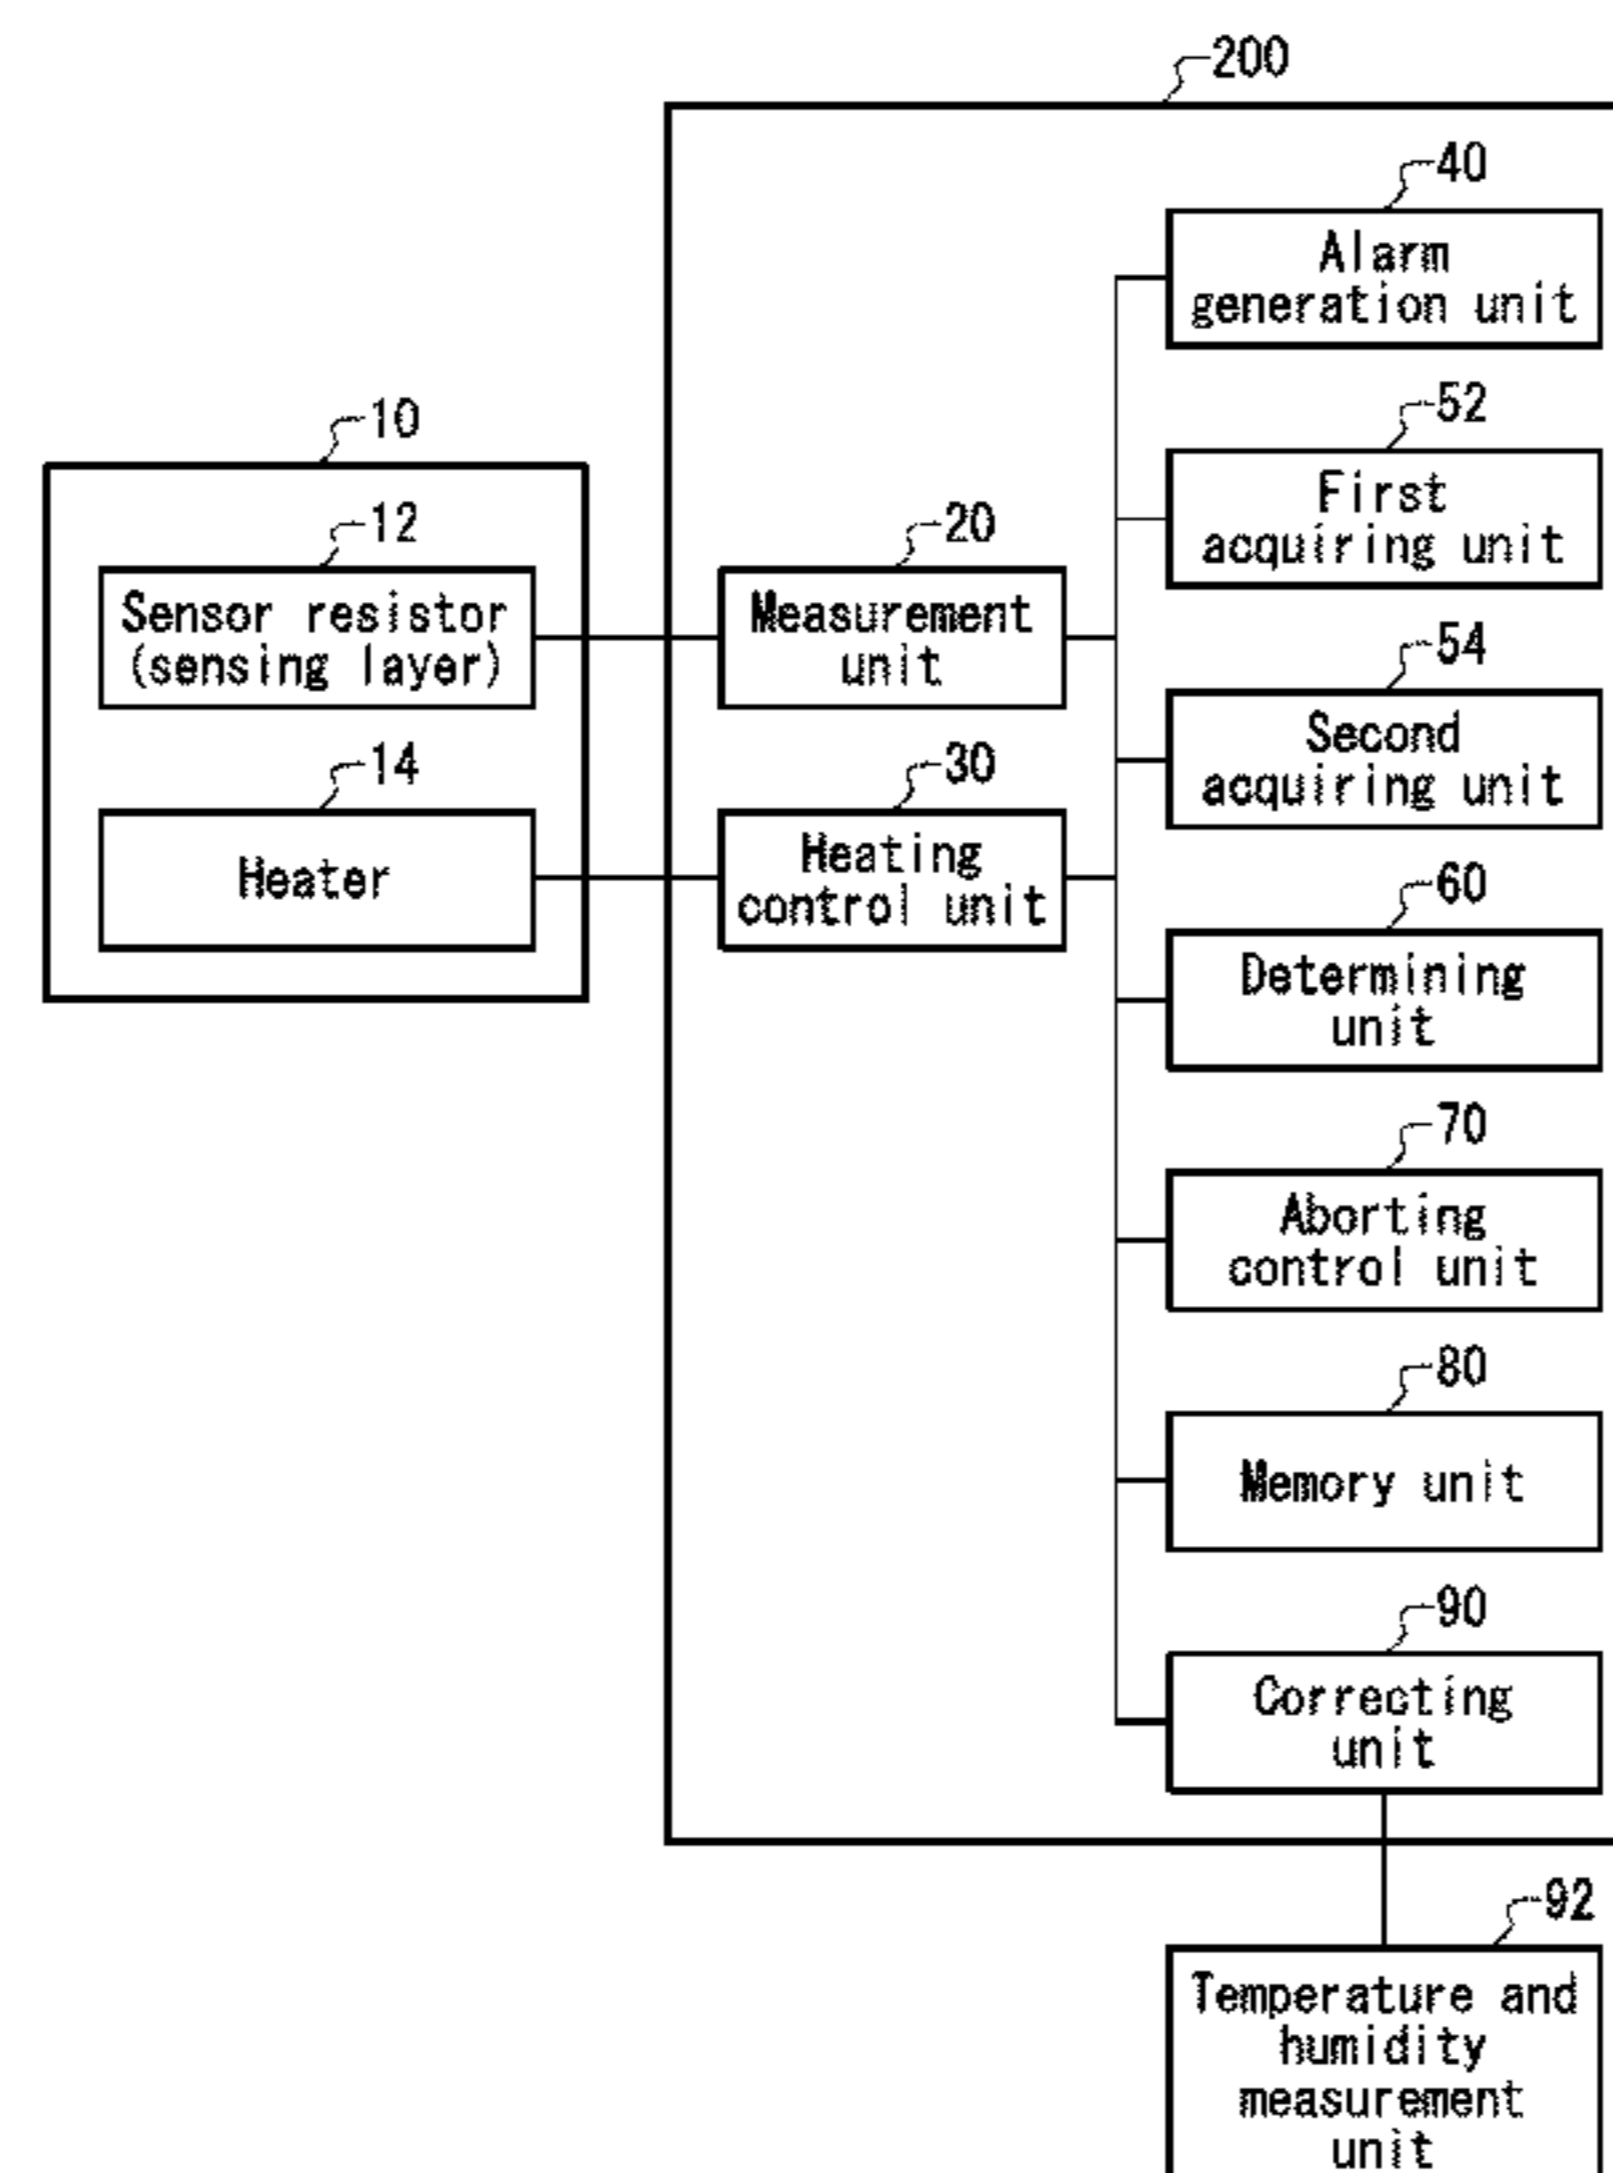 200
40
Alarm
generation unit
52
First
acquiring unit
10
12
Sensor resistor
(sensing layer)
20
Measurement
unit
54
Second
acquiring unit
14
Heater
30
Heating
control unit
60
Determining
unit
70
Aborting
control unit
80
Memory unit
90
Correcting
unit
92
Temperature and
humidity
measurement
unit